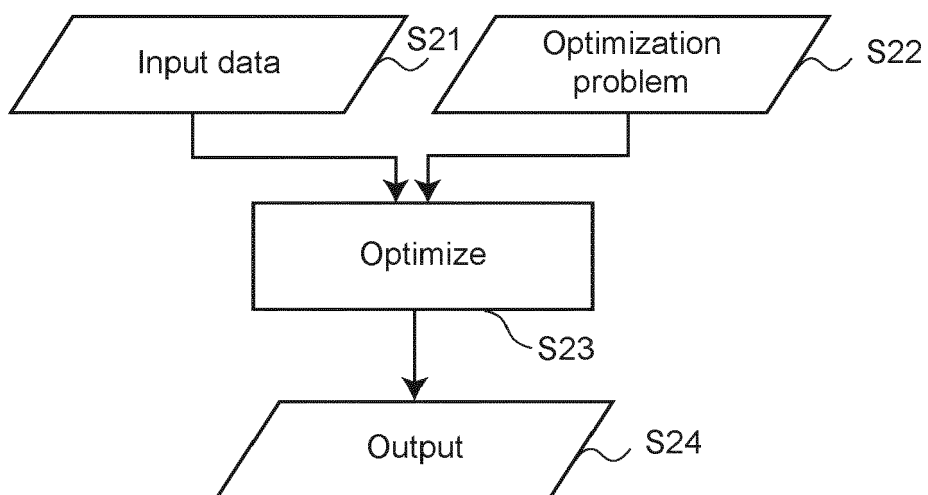 Input data
S21
Optimization
problem
S22
Optimize
S23
Output
S24